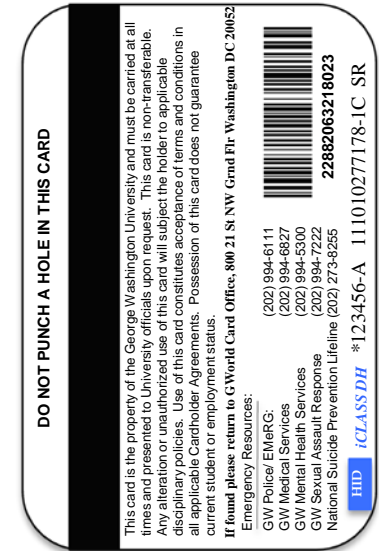 DO NOT PUNCH A HOLE IN THIS CARD
This card is the property of the George Washington University and must be carried at all
times and presented to University officials upon request. This card is non-transferable.
Any alteration or unauthorized use of this card will subject the holder to applicable
disciplinary policies. Use of this card constitutes acceptance of terms and conditions in
all applicable Cardholder Agreements. Possession of this card does not guarantee
current student or employment status.
If found please return to GWorld Card Office, 800 21 St NW Grnd Flr Washington DC 20052
Emergency Resources:
GW Police/ EMeRG: (202) 994-6111
GW Medical Services (202) 994-6827
GW Mental Health Services (202) 994-5300
GW Sexual Assault Response (202) 994-7222
National Suicide Prevention Lifeline (202) 273-8255
22882063218023
HID iCLASS DH *123456-A 111010277178-1C SR